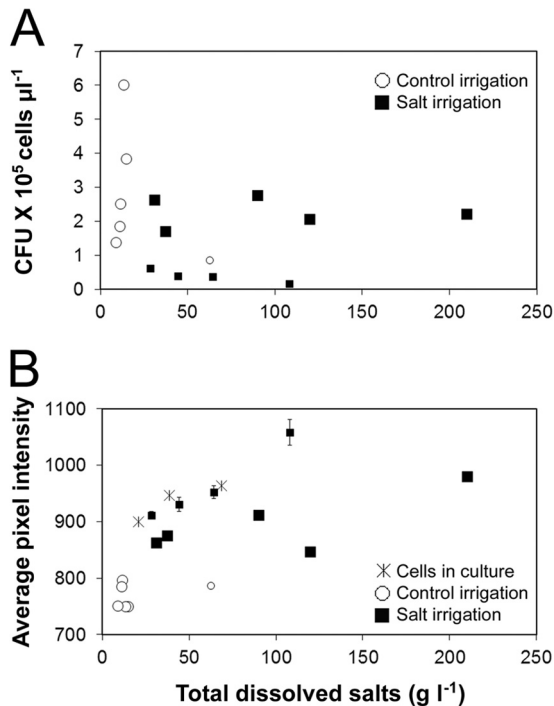 A
CFU X 10⁵ cells µl⁻¹
7
6
5
4
3
2
1
0
0 50 100 150 200 250
Control irrigation
Salt irrigation
B
Average pixel intensity
1100
1000
900
800
700
0 50 100 150 200 250
Cells in culture
Control irrigation
Salt irrigation
Total dissolved salts (g l⁻¹)